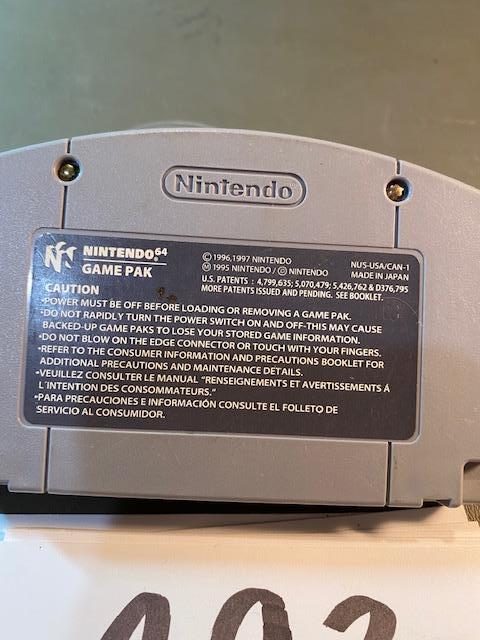 Nintendo
NINTENDO64
GAME PAK
©1996,1997 NINTENDO
Ⓜ 1995 NINTENDO/© NINTENDO
NUS-USA/CAN-1
MADE IN JAPAN
U.S. PATENTS : 4,799,635; 5,070,479; 5,426,762 & D376,795
MORE PATENTS ISSUED AND PENDING. SEE BOOKLET.
CAUTION
•POWER MUST BE OFF BEFORE LOADING OR REMOVING A GAME PAK.
•DO NOT RAPIDLY TURN THE POWER SWITCH ON AND OFF-THIS MAY CAUSE
BACKED-UP GAME PAKS TO LOSE YOUR STORED GAME INFORMATION.
•DO NOT BLOW ON THE EDGE CONNECTOR OR TOUCH WITH YOUR FINGERS.
•REFER TO THE CONSUMER INFORMATION AND PRECAUTIONS BOOKLET FOR
ADDITIONAL PRECAUTIONS AND MAINTENANCE DETAILS.
•VEUILLEZ CONSULTER LE MANUAL "RENSEIGNEMENTS ET AVERTISSEMENTS À
L'INTENTION DES CONSOMMATEURS."
•PARA PRECAUCIONES E INFORMACIÓN CONSULTE EL FOLLETO DE
SERVICIO AL CONSUMIDOR.